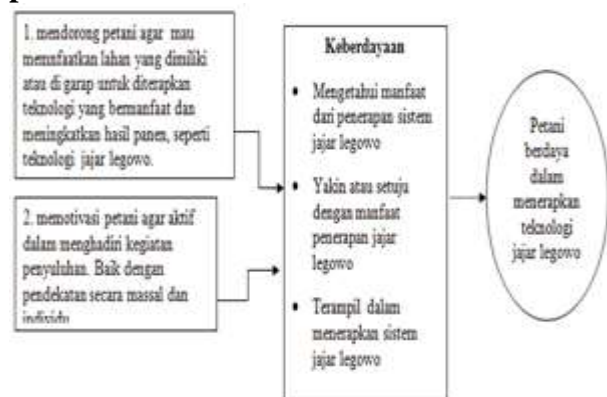 1. mendorong petani agar mau
memnfaatkan lahan yang dimiliki
atau di garap untuk diterapkan
teknologi yang bermanfaat dan
meningkatkan hasil panen, seperti
teknologi jajar legowo.
2. memotivasi petani agar aktif
dalam menghadiri kegiatan
penyuluhan. Baik dengan
pendekatan secara massal dan
individu
Keberdayaan
• Mengetahui manfaat
dari penerapan sistem
jajar legowo
• Yakin atau setuju
dengan manfaat
penerapan jajar
legowo
• Terampil dalam
menerapkan sistem
jajar legowo
Petani
berdaya
dalam
menerapkan
teknologi
jajar legowo